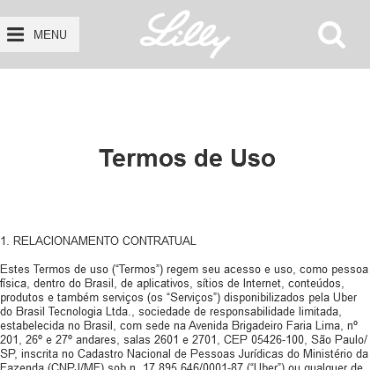 MENU
Lilly
Termos de Uso
1. RELACIONAMENTO CONTRATUAL
Estes Termos de uso (“Termos”) regem seu acesso e uso, como pessoa
física, dentro do Brasil, de aplicativos, sítios de Internet, conteúdos,
produtos e também serviços (os “Serviços”) disponibilizados pela Uber
do Brasil Tecnologia Ltda., sociedade de responsabilidade limitada,
estabelecida no Brasil, com sede na Avenida Brigadeiro Faria Lima, nº
201, 26º e 27º andares, salas 2601 e 2701, CEP 05426-100, São Paulo/
SP, inscrita no Cadastro Nacional de Pessoas Jurídicas do Ministério da
Fazenda (CNPJ/MF) sob n. 17.895.646/0001-87 (“Uber”) ou qualquer de